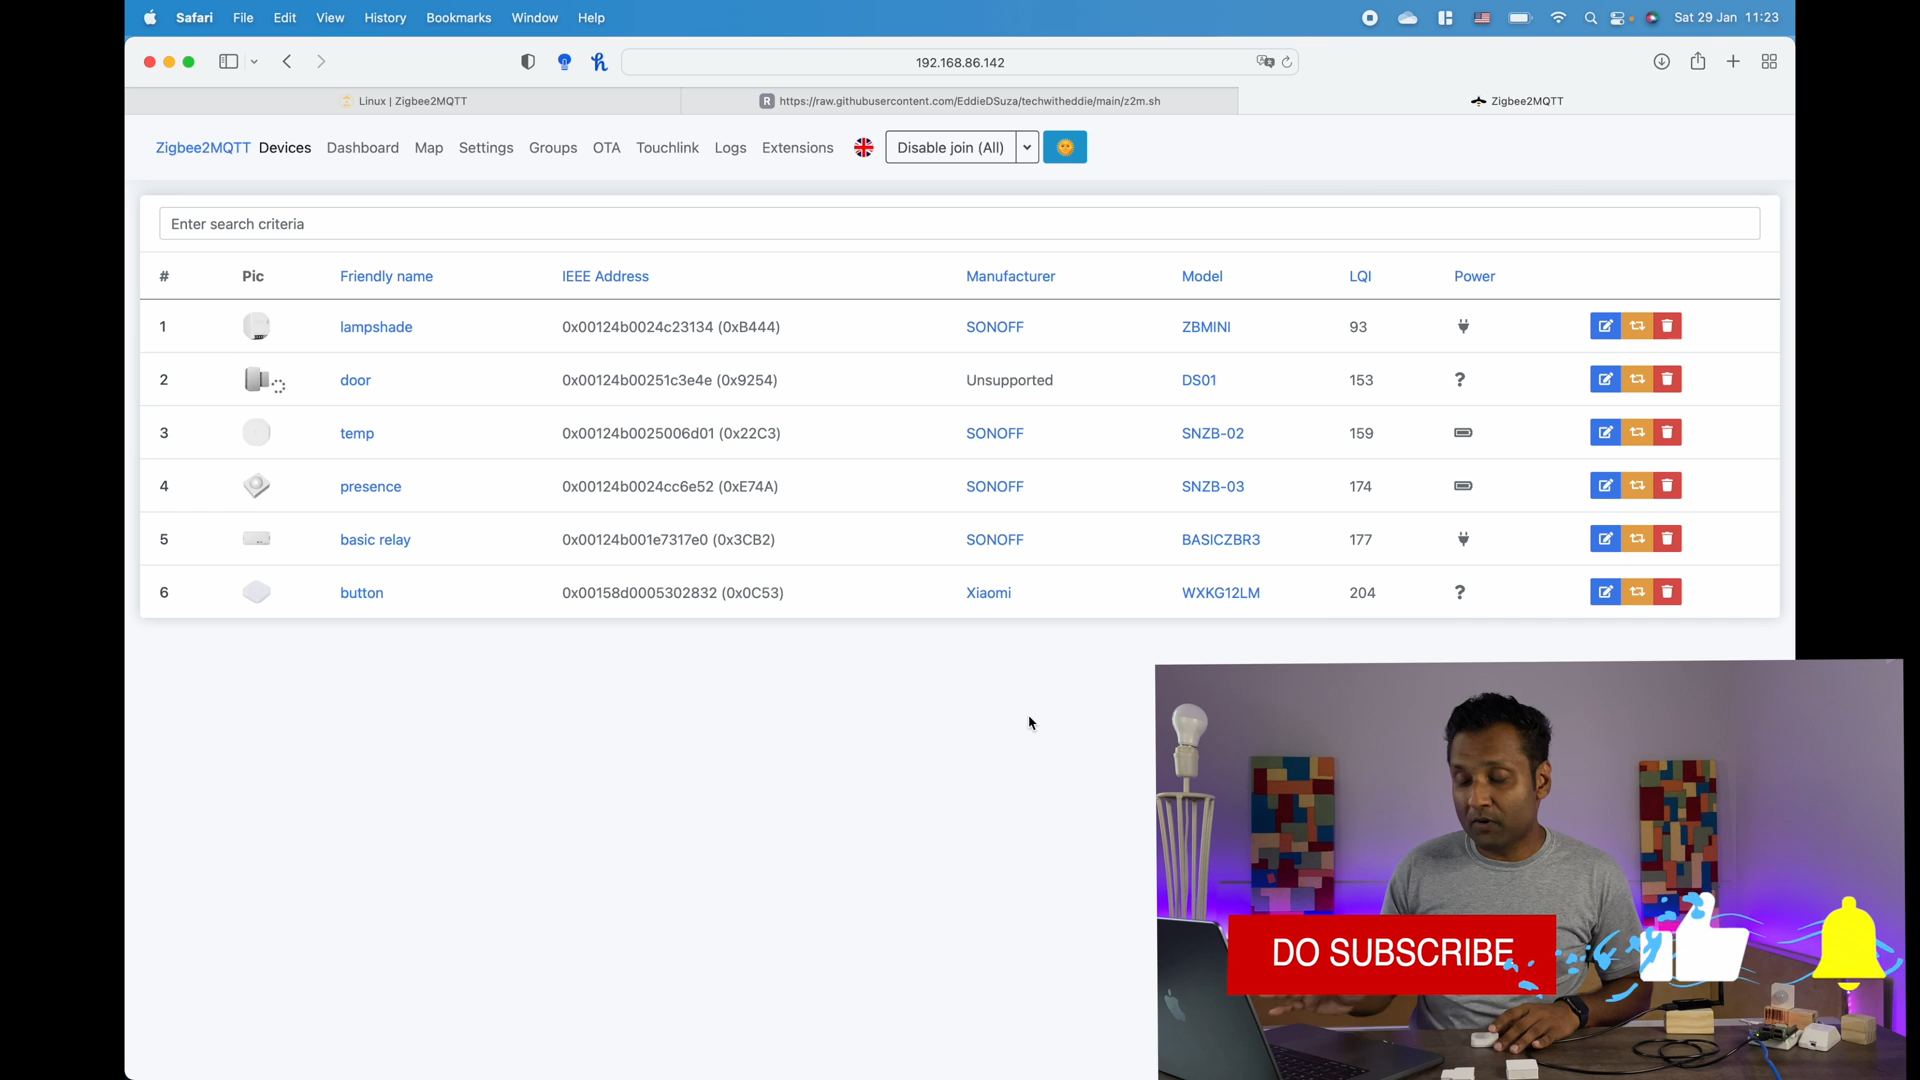 Safari File Edit View History Bookmarks Window Help Sat 29 Jan 11:23
192.168.86.142
Linux | Zigbee2MQTT R https://raw.githubusercontent.com/EddieDSuza/techwitheddie/main/z2m.sh Zigbee2MQTT
Zigbee2MQTT Devices Dashboard Map Settings Groups OTA Touchlink Logs Extensions Disable join (All)
Enter search criteria
# Pic Friendly name IEEE Address Manufacturer Model LQI Power
1 lampshade 0x00124b0024c23134 (0xB444) SONOFF ZBMINI 93
2 door 0x00124b00251c3e4e (0x9254) Unsupported DS01 153 ?
3 temp 0x00124b0025006d01 (0x22C3) SONOFF SNZB-02 159
4 presence 0x00124b0024cc6e52 (0xE74A) SONOFF SNZB-03 174
5 basic relay 0x00124b001e7317e0 (0x3CB2) SONOFF BASICZBR3 177
6 button 0x00158d0005302832 (0x0C53) Xiaomi WXKG12LM 204 ?
DO SUBSCRIBE